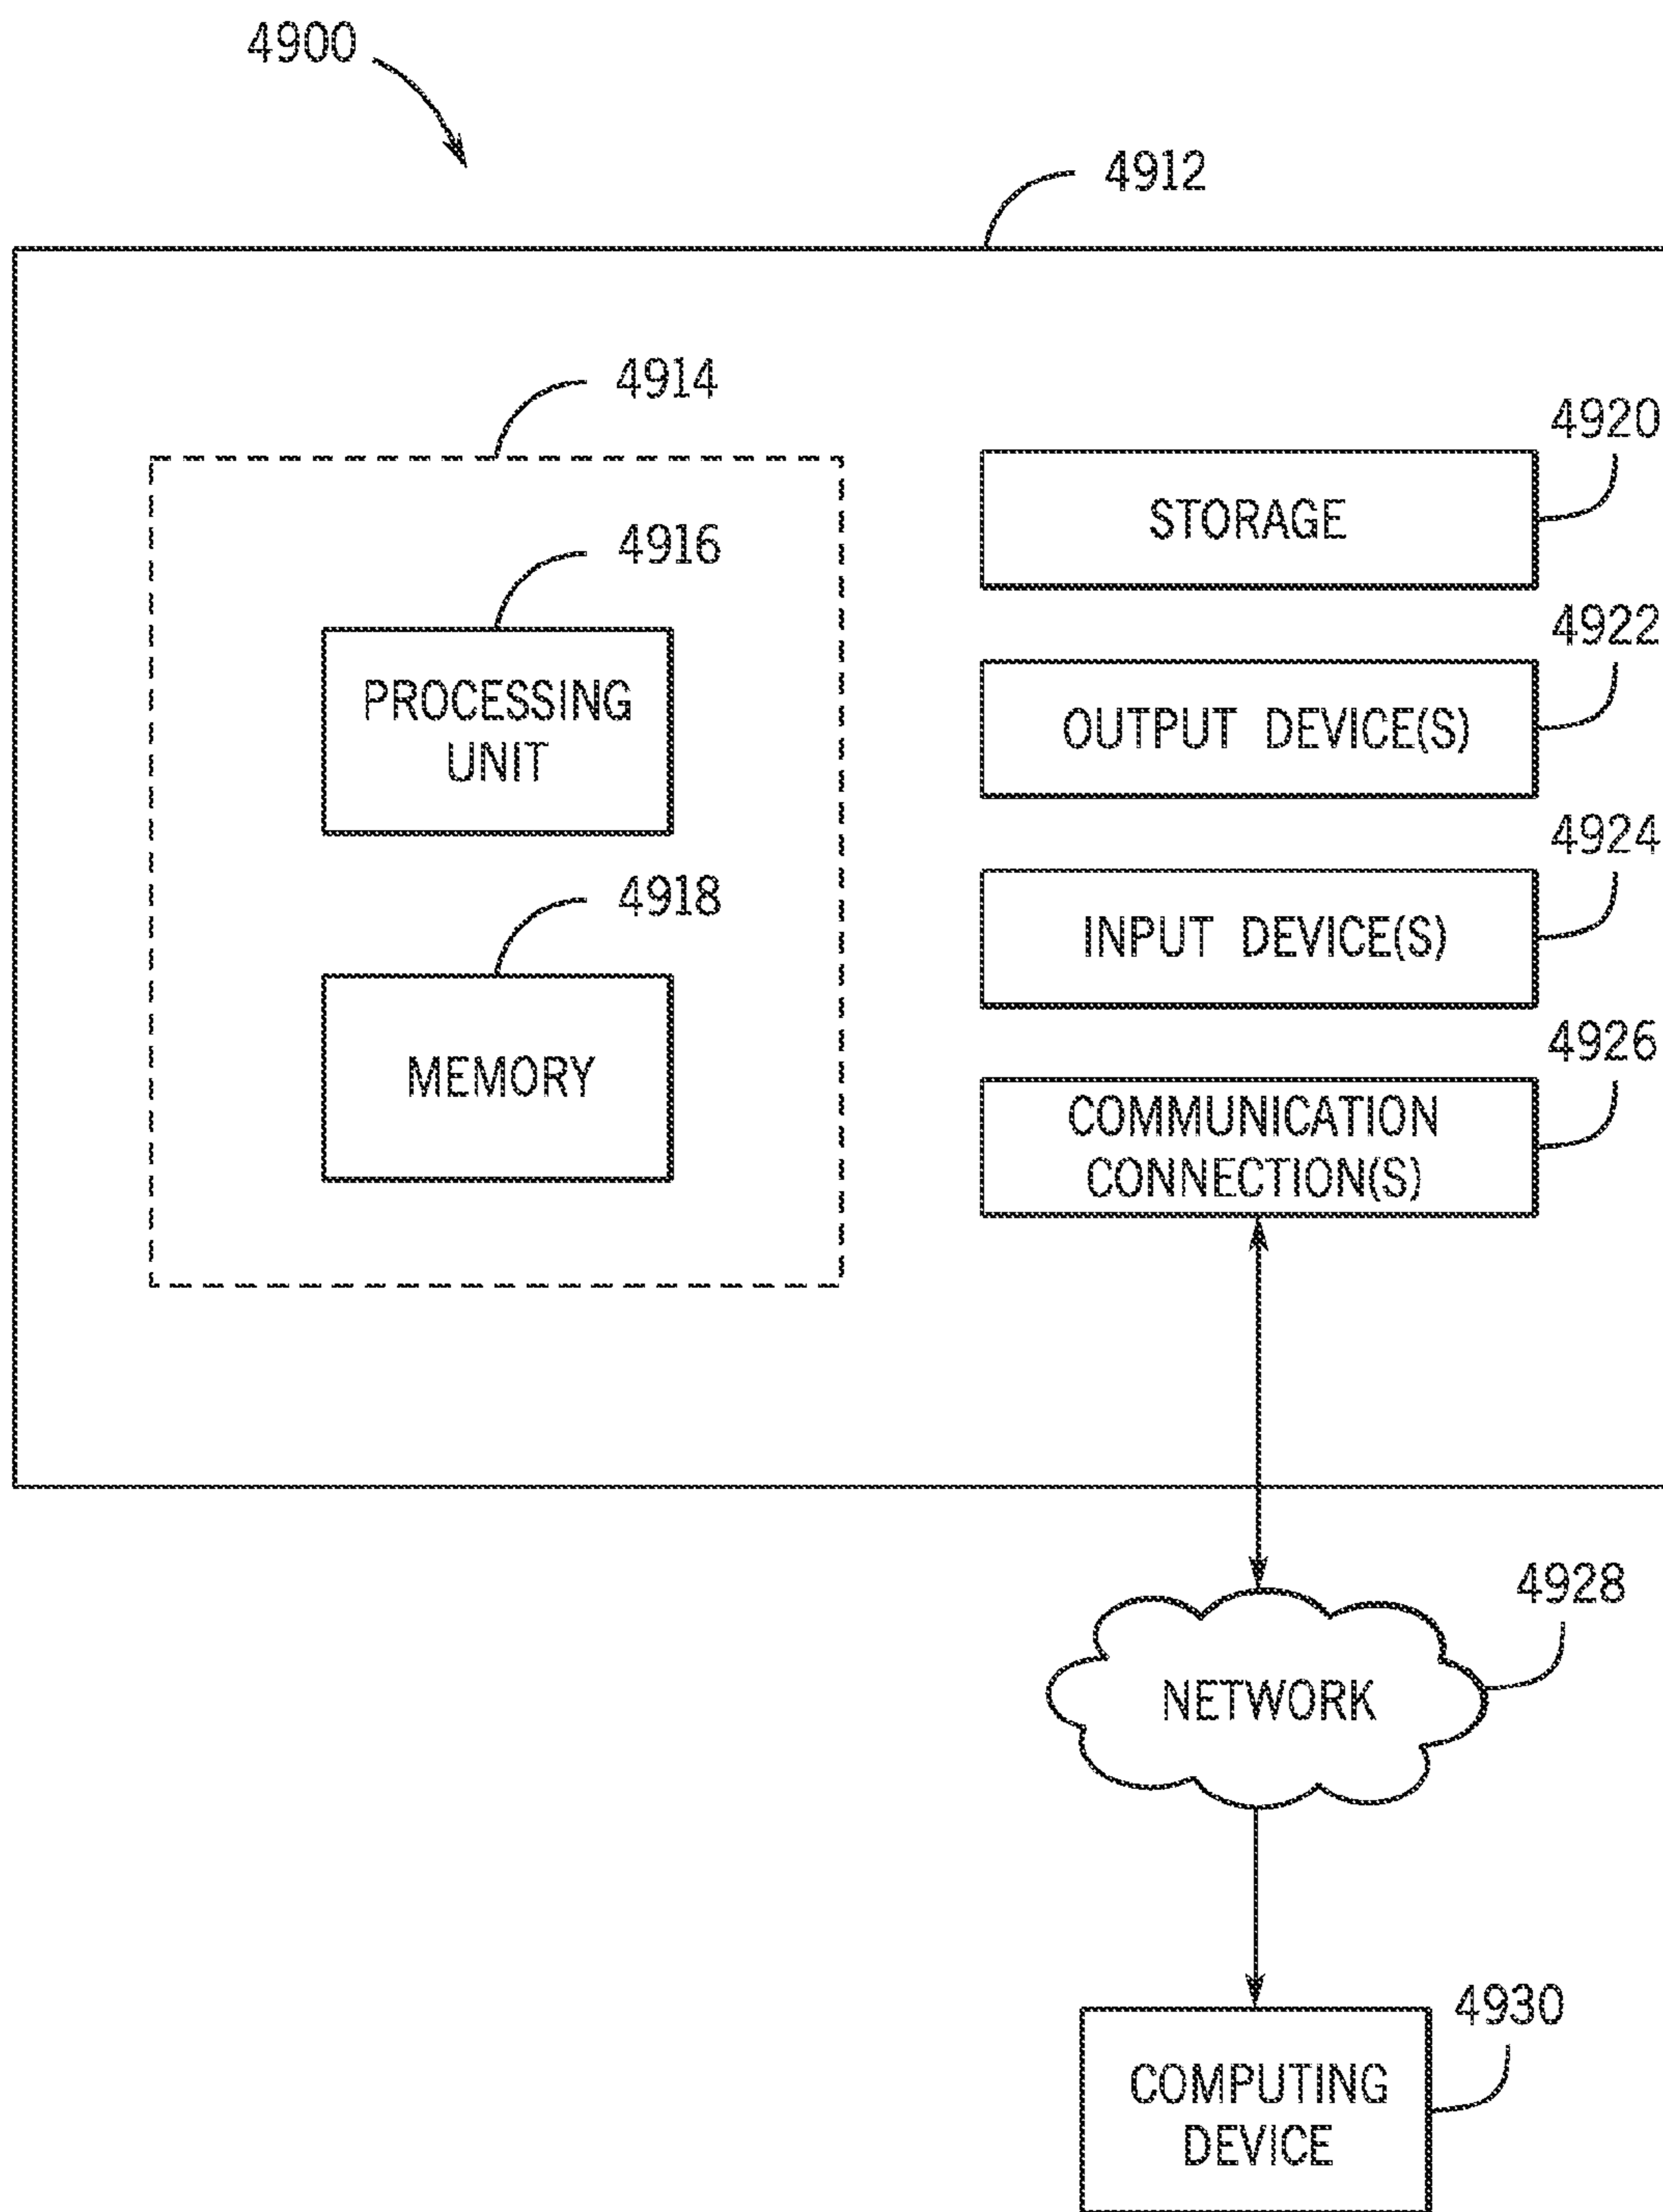 4900
4912
4914
4916
PROCESSING
UNIT
4918
MEMORY
4920
STORAGE
4922
OUTPUT DEVICE(S)
4924
INPUT DEVICE(S)
4926
COMMUNICATION
CONNECTION(S)
4928
NETWORK
4930
COMPUTING
DEVICE